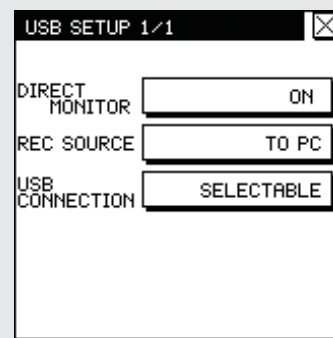 USB SETUP 1/1
DIRECT
MONITOR
ON
REC SOURCE
TO PC
USB
CONNECTION
SELECTABLE